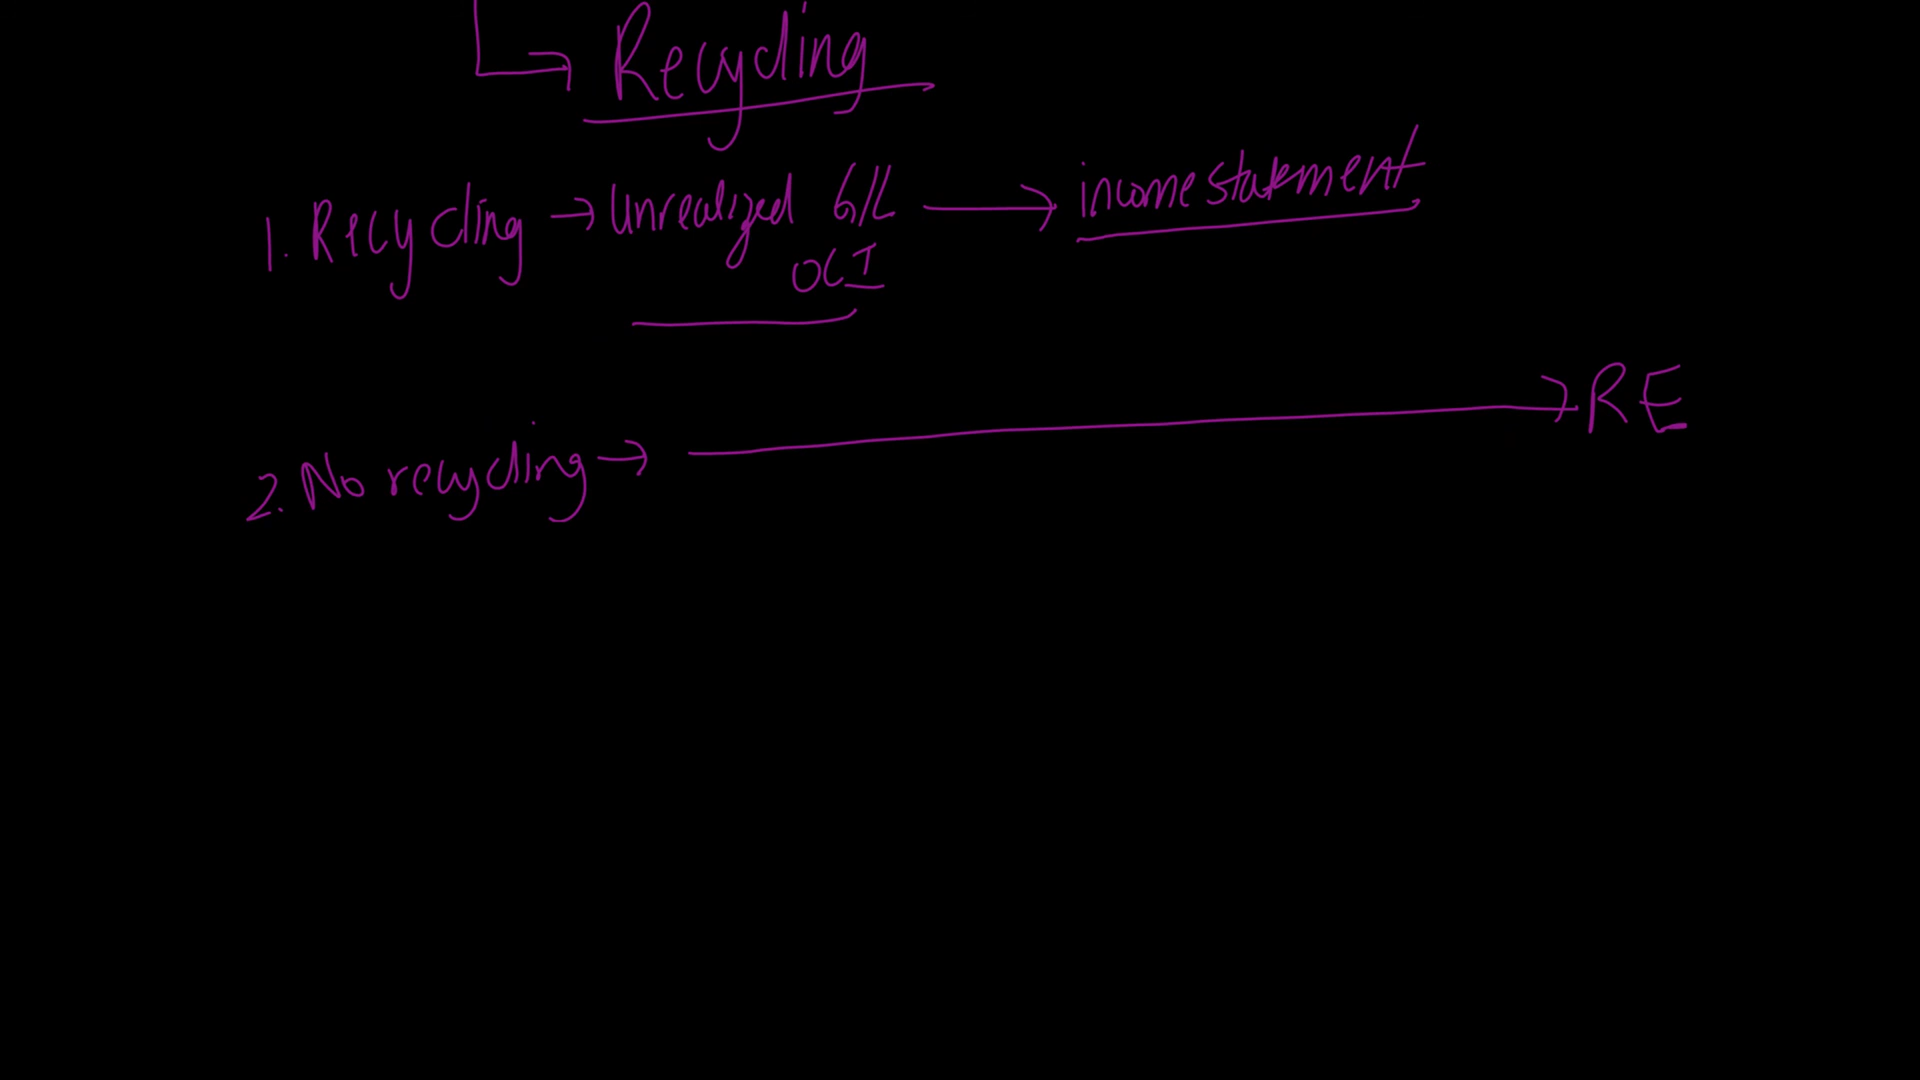 Recycling
1. Recycling → Unrealized G/L → income statement
OCI
2. No recycling → → RE